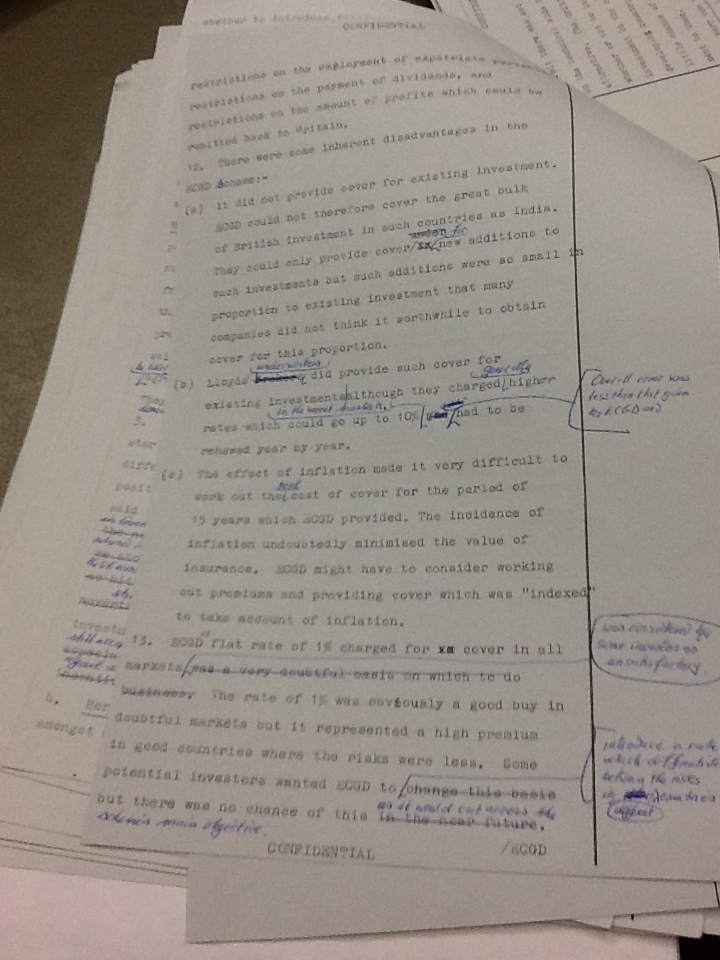 CONFIDENTIAL
restrictions on the employment of expatriate
restrictions on the payment of dividends, and
restrictions on the amount of profits which could be
remitted back to Britain.
12. There were some inherent disadvantages in the
ECGD Scheme:-
(a) it did not provide cover for existing investment.
ECGD could not therefore cover the great bulk
of British investment in such countries as India.
for
They could only provide cover/ new additions to
such investments but such additions were so small in
proportion to existing investment that many
companies did not think it worthwhile to obtain
cover for this proportion.
underwriters generally
(b) Lloyds brokers did provide such cover for
existing investments although they charged higher
in the worst
rates which could go up to 10% had to be
renewed year by year.
Overall cover was
less than that given
by ECGD and
(c) The effect of inflation made it very difficult to
real
work out the cost of cover for the period of
15 years which ECGD provided. The incidence of
inflation undoubtedly minimised the value of
insurance. ECGD might have to consider working
out premiums and providing cover which was "indexed"
to take account of inflation.
13. ECGD's flat rate of 1% charged for xx cover in all
markets was a very doubtful basis on which to do
business. The rate of 1% was obviously a good buy in
was considered by
some investors as
unsatisfactory.
doubtful markets but it represented a high premium
in good countries where the risks were less. Some
potential investors wanted ECGD to change this basis
introduce a rate
which
between the risks
in countries
as it would cut across the
but there was no chance of this in the near future.
scheme's main objective.
CONFIDENTIAL
/ECGD